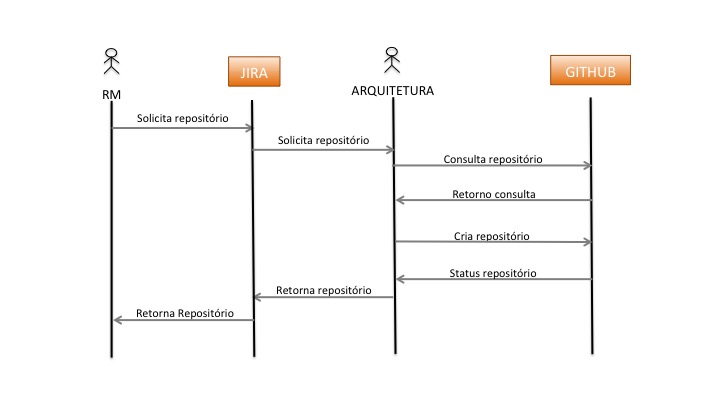 RM
JIRA
ARQUITETURA
GITHUB
Solicita repositório
Solicita repositório
Consulta repositório
Retorno consulta
Cria repositório
Status repositório
Retorna repositório
Retorna Repositório